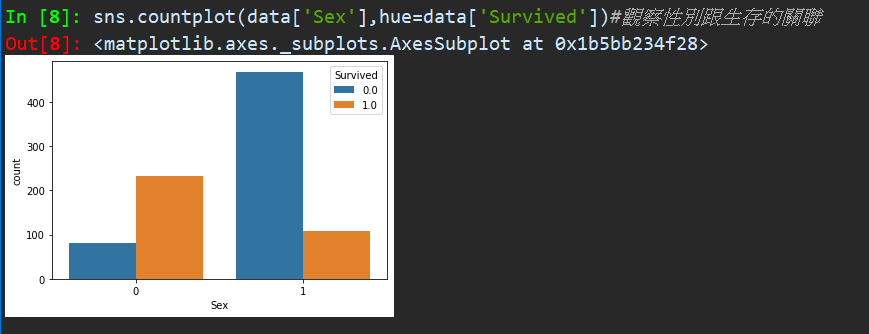 In [8]: sns.countplot(data['Sex'],hue=data['Survived'])#觀察性別跟生存的關聯
Out[8]: <matplotlib.axes._subplots.AxesSubplot at 0x1b5bb234f28>
Survived
0.0
1.0
400
300
200
100
0
count
0
1
Sex